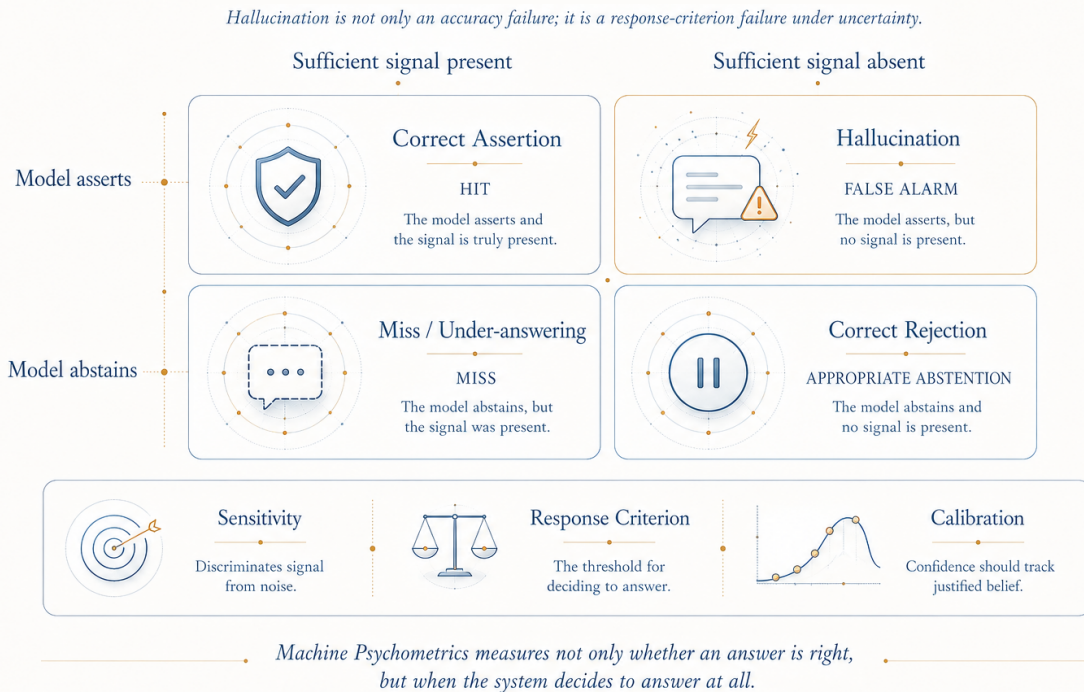 Hallucination is not only an accuracy failure; it is a response-criterion failure under uncertainty.
Sufficient signal present
Sufficient signal absent
Model asserts
Correct Assertion
HIT
The model asserts and
the signal is truly present.
Hallucination
FALSE ALARM
The model asserts, but
no signal is present.
Model abstains
Miss / Under-answering
MISS
The model abstains, but
the signal was present.
Correct Rejection
APPROPRIATE ABSTENTION
The model abstains and
no signal is present.
Sensitivity
Discriminates signal
from noise.
Response Criterion
The threshold for
deciding to answer.
Calibration
Confidence should track
justified belief.
Machine Psychometrics measures not only whether an answer is right,
but when the system decides to answer at all.